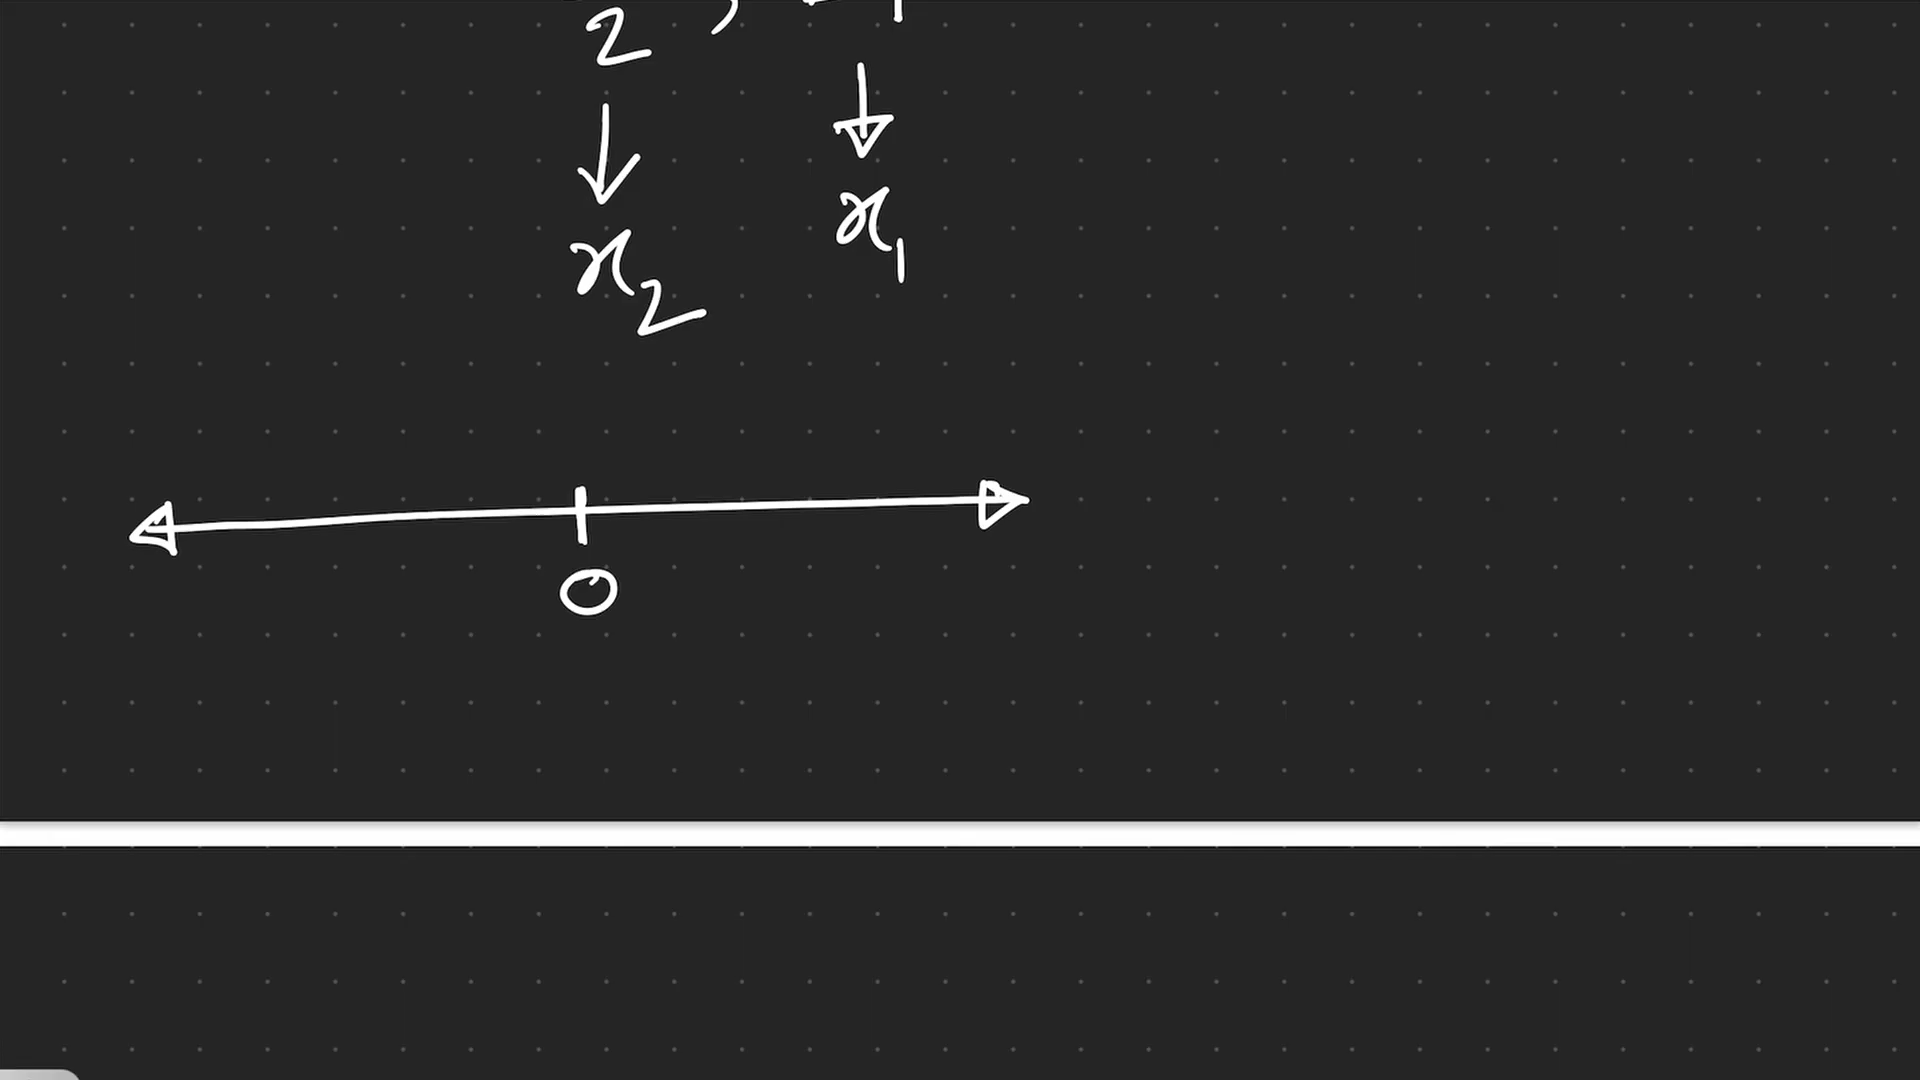 2 ,
↓ ↓
x₂ x₁
0